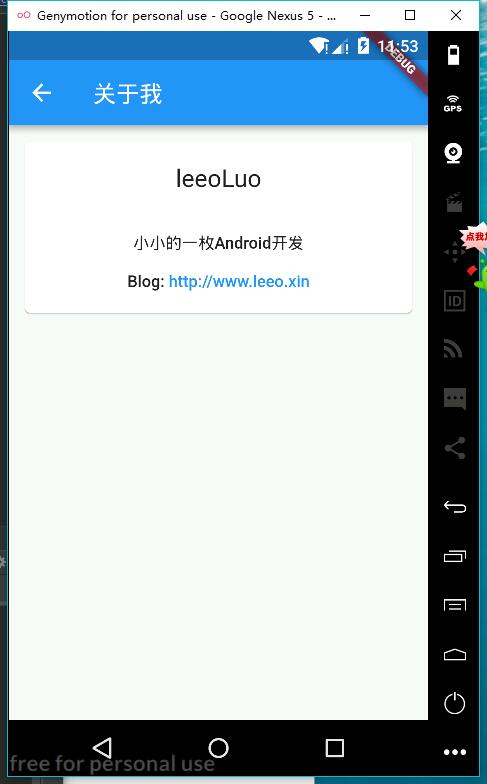 Genymotion for personal use - Google Nexus 5 - ...
11:53
DEBUG
关于我
leeoLuo
小小的一枚Android开发
Blog: http://www.leeo.xin
GPS
点我
ID
free for personal use